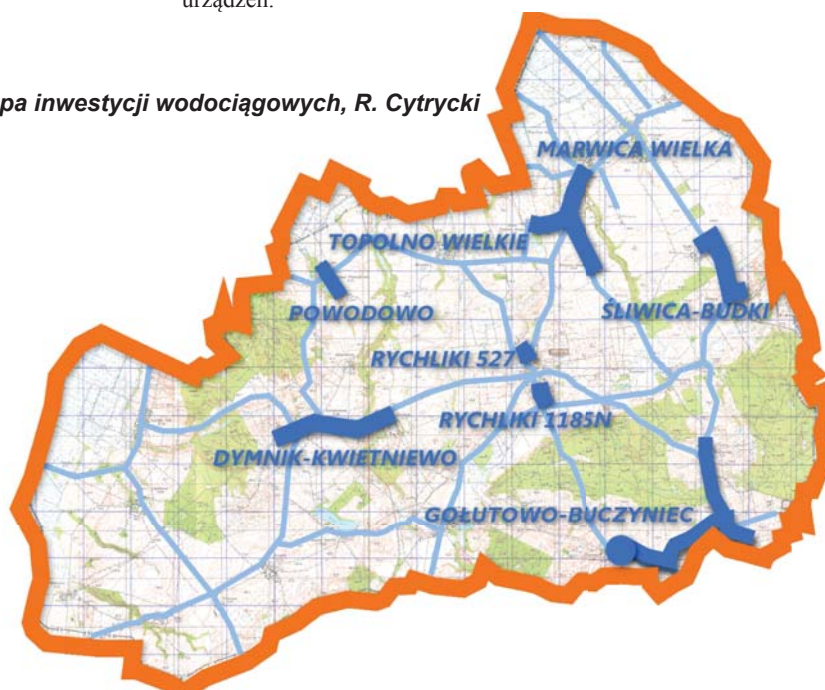 urządzeń.
pa inwestycji wodociągowych, R. Cytrycki
MARWICA WIELKA
TOPOLNO WIELKIE
POWODOWO
ŚLIWICA-BUDKI
RYCHLIKI 527
RYCHLIKI 1185N
DYMNIK-KWIETNIEWO
GOŁUTOWO-BUCZYNIEC